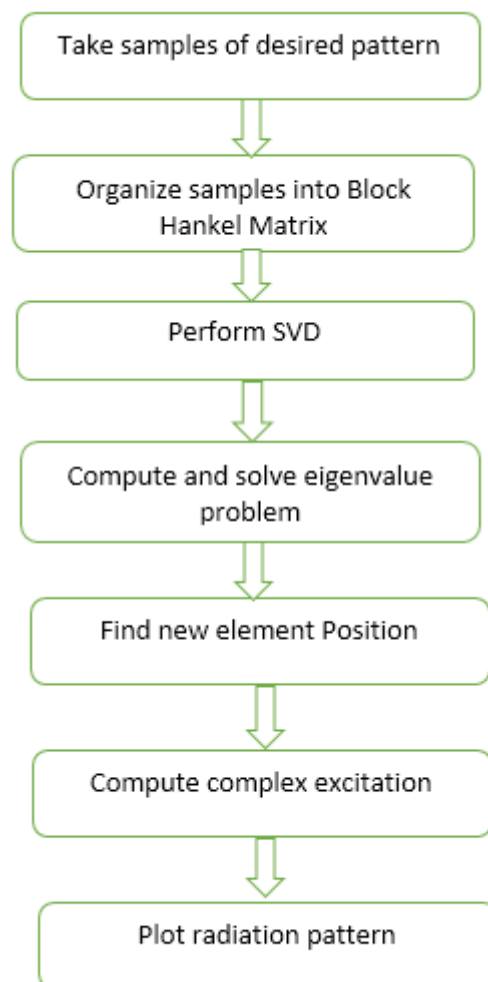 Take samples of desired pattern
Organize samples into Block
Hankel Matrix
Perform SVD
Compute and solve eigenvalue
problem
Find new element Position
Compute complex excitation
Plot radiation pattern